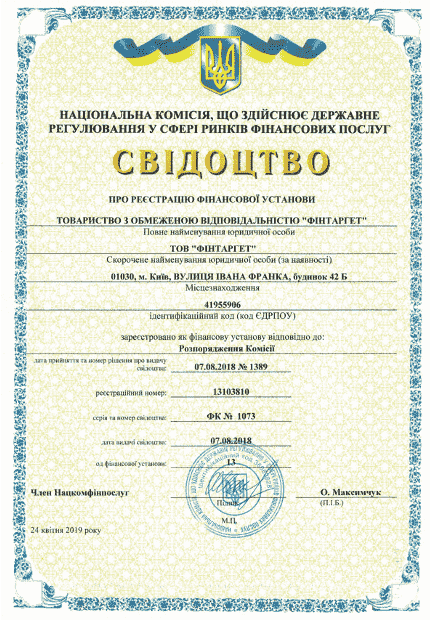 НАЦІОНАЛЬНА КОМІСІЯ, ЩО ЗДІЙСНЮЄ ДЕРЖАВНЕ
РЕГУЛЮВАННЯ У СФЕРІ РИНКІВ ФІНАНСОВИХ ПОСЛУГ
СВІДОЦТВО
ПРО РЕЄСТРАЦІЮ ФІНАНСОВОЇ УСТАНОВИ
ТОВАРИСТВО З ОБМЕЖЕНОЮ ВІДПОВІДАЛЬНІСТЮ "ФІНТАРГЕТ"
Повне найменування юридичної особи
ТОВ "ФІНТАРГЕТ"
Скорочене найменування юридичної особи (за наявності)
01030, м. Київ, ВУЛИЦЯ ІВАНА ФРАНКА, будинок 42 Б
Місцезнаходження
41955906
ідентифікаційний код (код ЄДРПОУ)
зареєстровано як фінансову установу відповідно до:
Розпорядження Комісії
дата прийняття та номер рішення про видачу
свідоцтва:
07.08.2018 № 1389
реєстраційний номер:
13103810
серія та номер свідоцтва:
ФК № 1073
дата видачі свідоцтва:
07.08.2018
од фінансової установи:
13
Член Нацкомфінпослуг
О. Максимчук
(П.І.Б.)
М.П.
24 квітня 2019 року